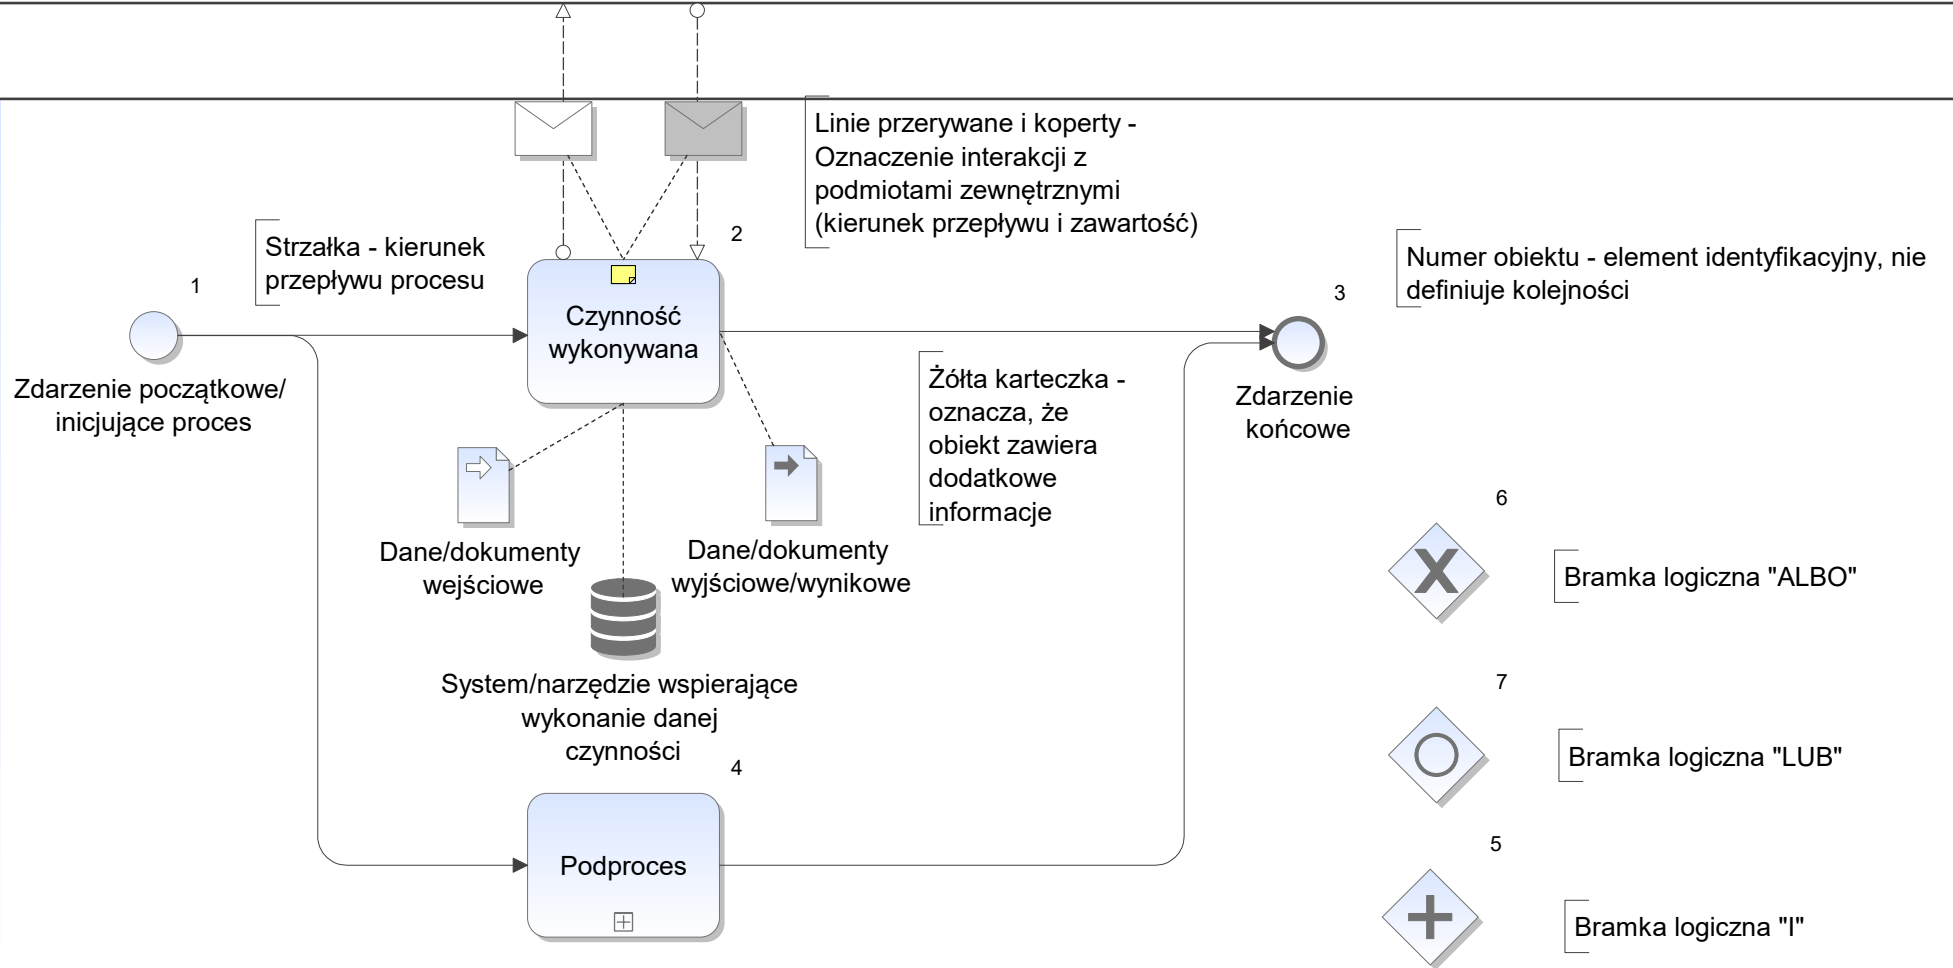 Linie przerywane i koperty -
Oznaczenie interakcji z
podmiotami zewnętrznymi
(kierunek przepływu i zawartość)
Strzałka - kierunek
przepływu procesu
2
Numer obiektu - element identyfikacyjny, nie
definiuje kolejności
1
3
Czynność
wykonywana
Zdarzenie początkowe/
inicjujące proces
Żółta karteczka -
oznacza, że
obiekt zawiera
dodatkowe
informacje
Zdarzenie
końcowe
Dane/dokumenty
wejściowe
Dane/dokumenty
wyjściowe/wynikowe
System/narzędzie wspierające
wykonanie danej
czynności
6
X
Bramka logiczna "ALBO"
7
Bramka logiczna "LUB"
4
Podproces
5
Bramka logiczna "I"